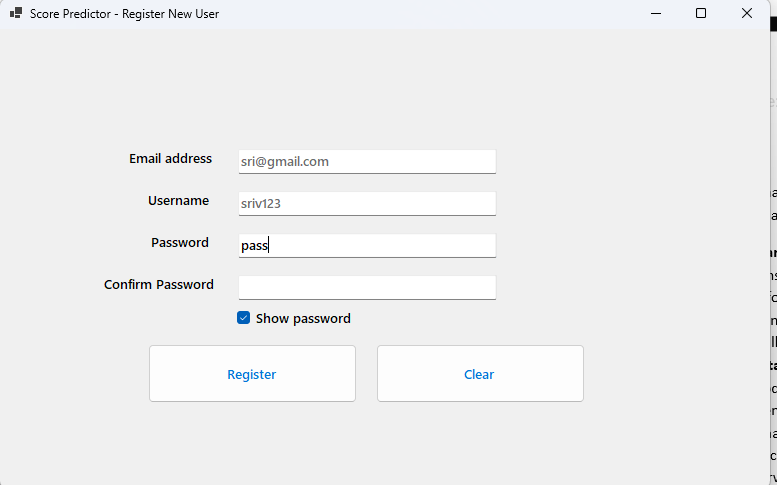 Score Predictor - Register New User
Email address sri@gmail.com
Username sriv123
Password pass
Confirm Password
Show password
Register Clear